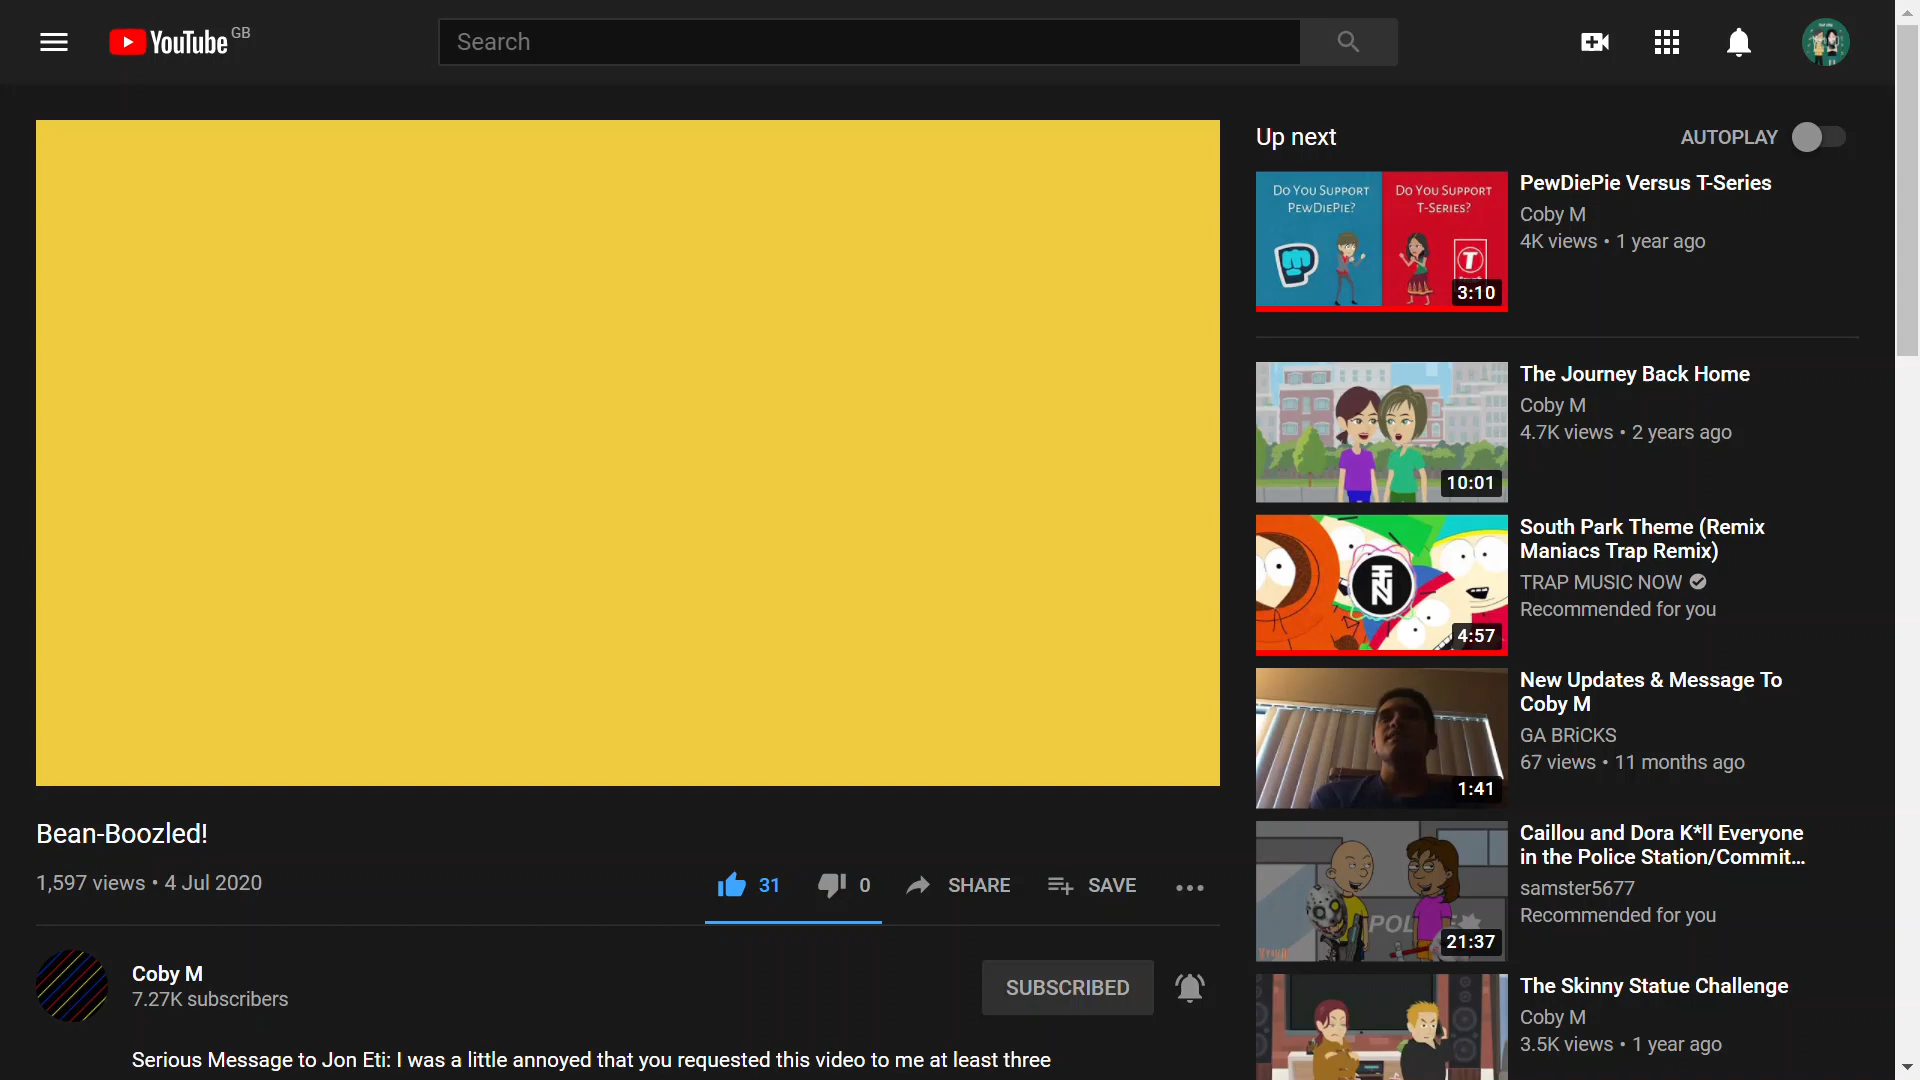 YouTube GB
Search
Up next
AUTOPLAY
DO YOU SUPPORT
PEWDIEPIE?
DO YOU SUPPORT
T-SERIES?
3:10
PewDiePie Versus T-Series
Coby M
4K views • 1 year ago
10:01
The Journey Back Home
Coby M
4.7K views • 2 years ago
4:57
South Park Theme (Remix
Maniacs Trap Remix)
TRAP MUSIC NOW
Recommended for you
1:41
New Updates & Message To
Coby M
GA BRiCKS
67 views • 11 months ago
21:37
Caillou and Dora K*ll Everyone
in the Police Station/Commit...
samster5677
Recommended for you
The Skinny Statue Challenge
Coby M
3.5K views • 1 year ago
Bean-Boozled!
1,597 views • 4 Jul 2020
31
0
SHARE
SAVE
Coby M
7.27K subscribers
SUBSCRIBED
Serious Message to Jon Eti: I was a little annoyed that you requested this video to me at least three